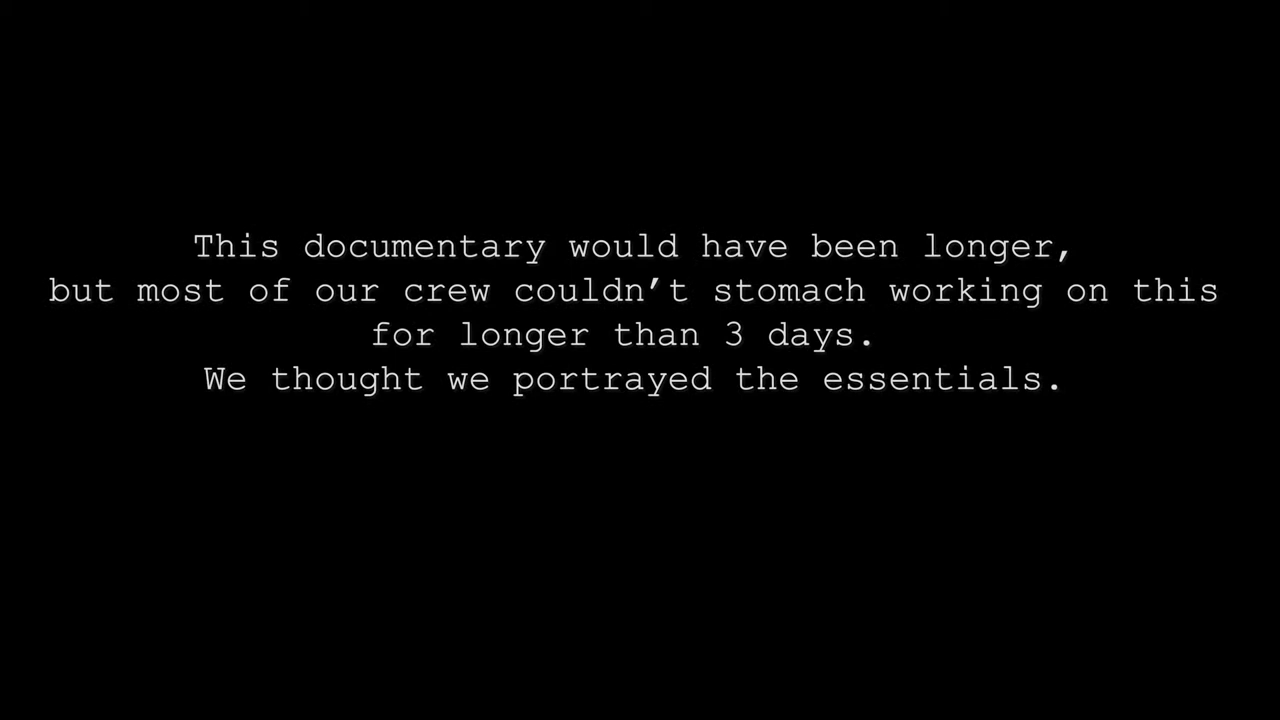 This documentary would have been longer,
but most of our crew couldn’t stomach working on this
for longer than 3 days.
We thought we portrayed the essentials.